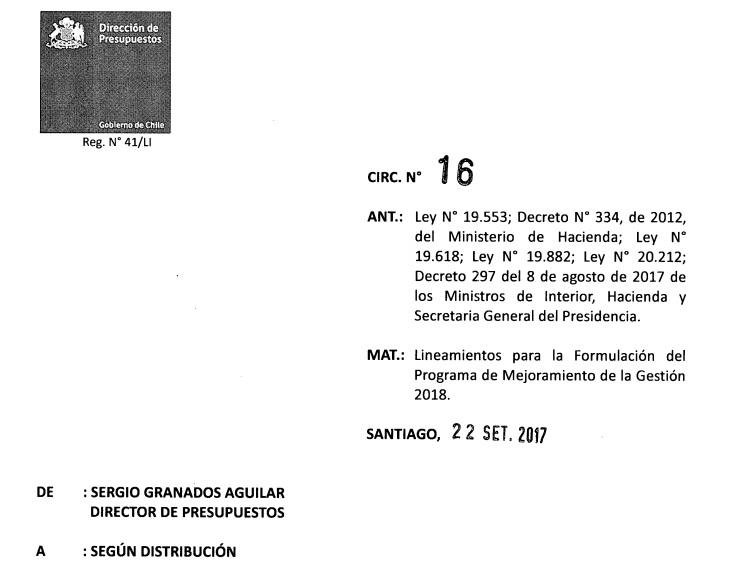 Dirección de
Presupuestos
Gobierno de Chile
Reg. N° 41/LI
CIRC. N° 16
ANT.: Ley N° 19.553; Decreto N° 334, de 2012,
del Ministerio de Hacienda; Ley N°
19.618; Ley N° 19.882; Ley N° 20.212;
Decreto 297 del 8 de agosto de 2017 de
los Ministros de Interior, Hacienda y
Secretaria General del Presidencia.
MAT.: Lineamientos para la Formulación del
Programa de Mejoramiento de la Gestión
2018.
SANTIAGO, 22 SET. 2017
DE : SERGIO GRANADOS AGUILAR
DIRECTOR DE PRESUPUESTOS
A : SEGÚN DISTRIBUCIÓN